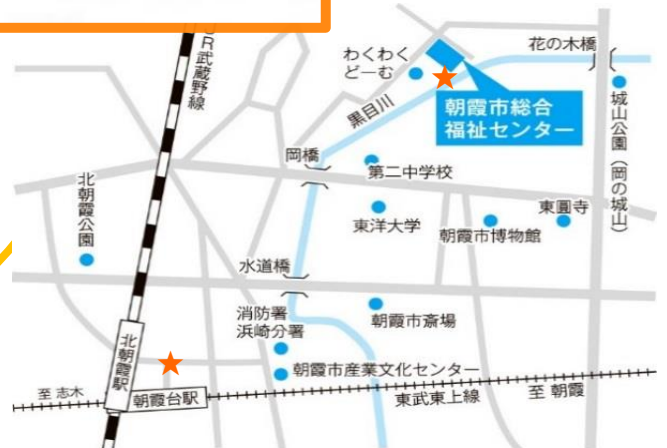 JR武蔵野線
わくわく
どーむ
花の木橋
黒目川
朝霞市総合
福祉センター
城山公園(岡の城山)
岡橋
第二中学校
北朝霞公園
東洋大学
朝霞市博物館
東圓寺
水道橋
消防署
浜崎分署
朝霞市斎場
北朝霞駅
朝霞市産業文化センター
至 志木
朝霞台駅
東武東上線
至 朝霞